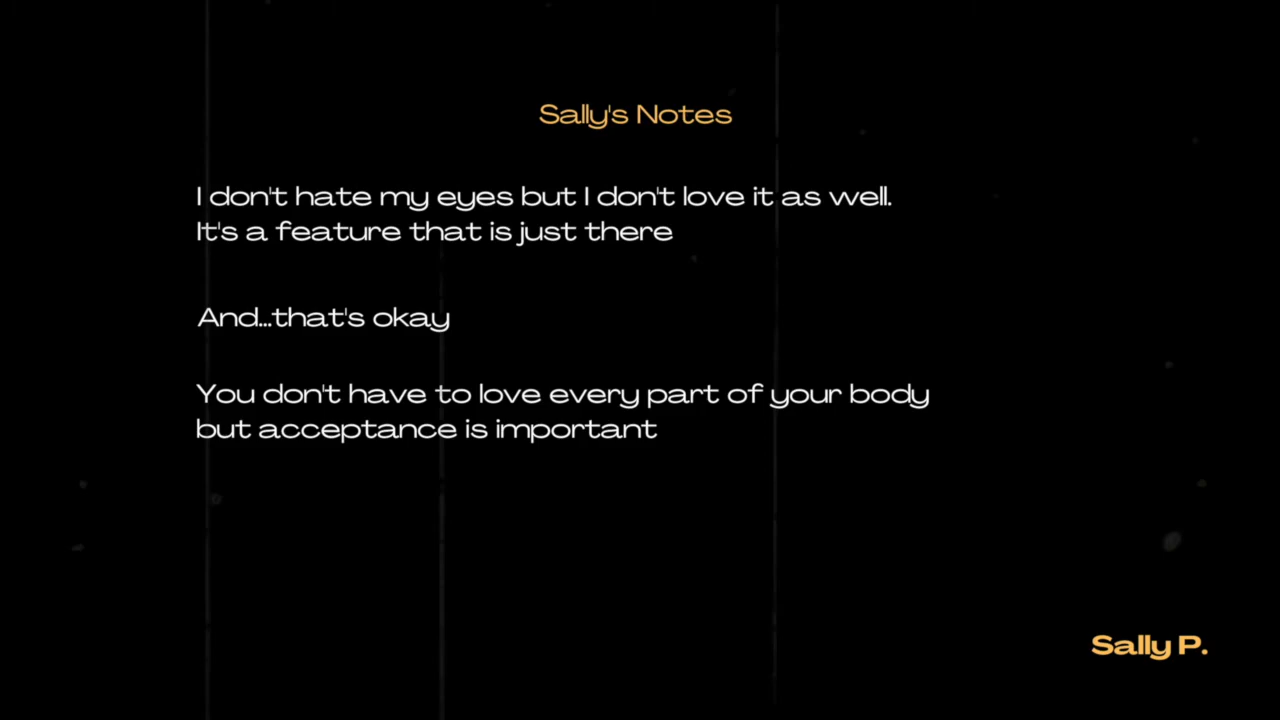 Sally's Notes
I don't hate my eyes but I don't love it as well.
It's a feature that is just there
And...that's okay
You don't have to love every part of your body
but acceptance is important
Sally P.